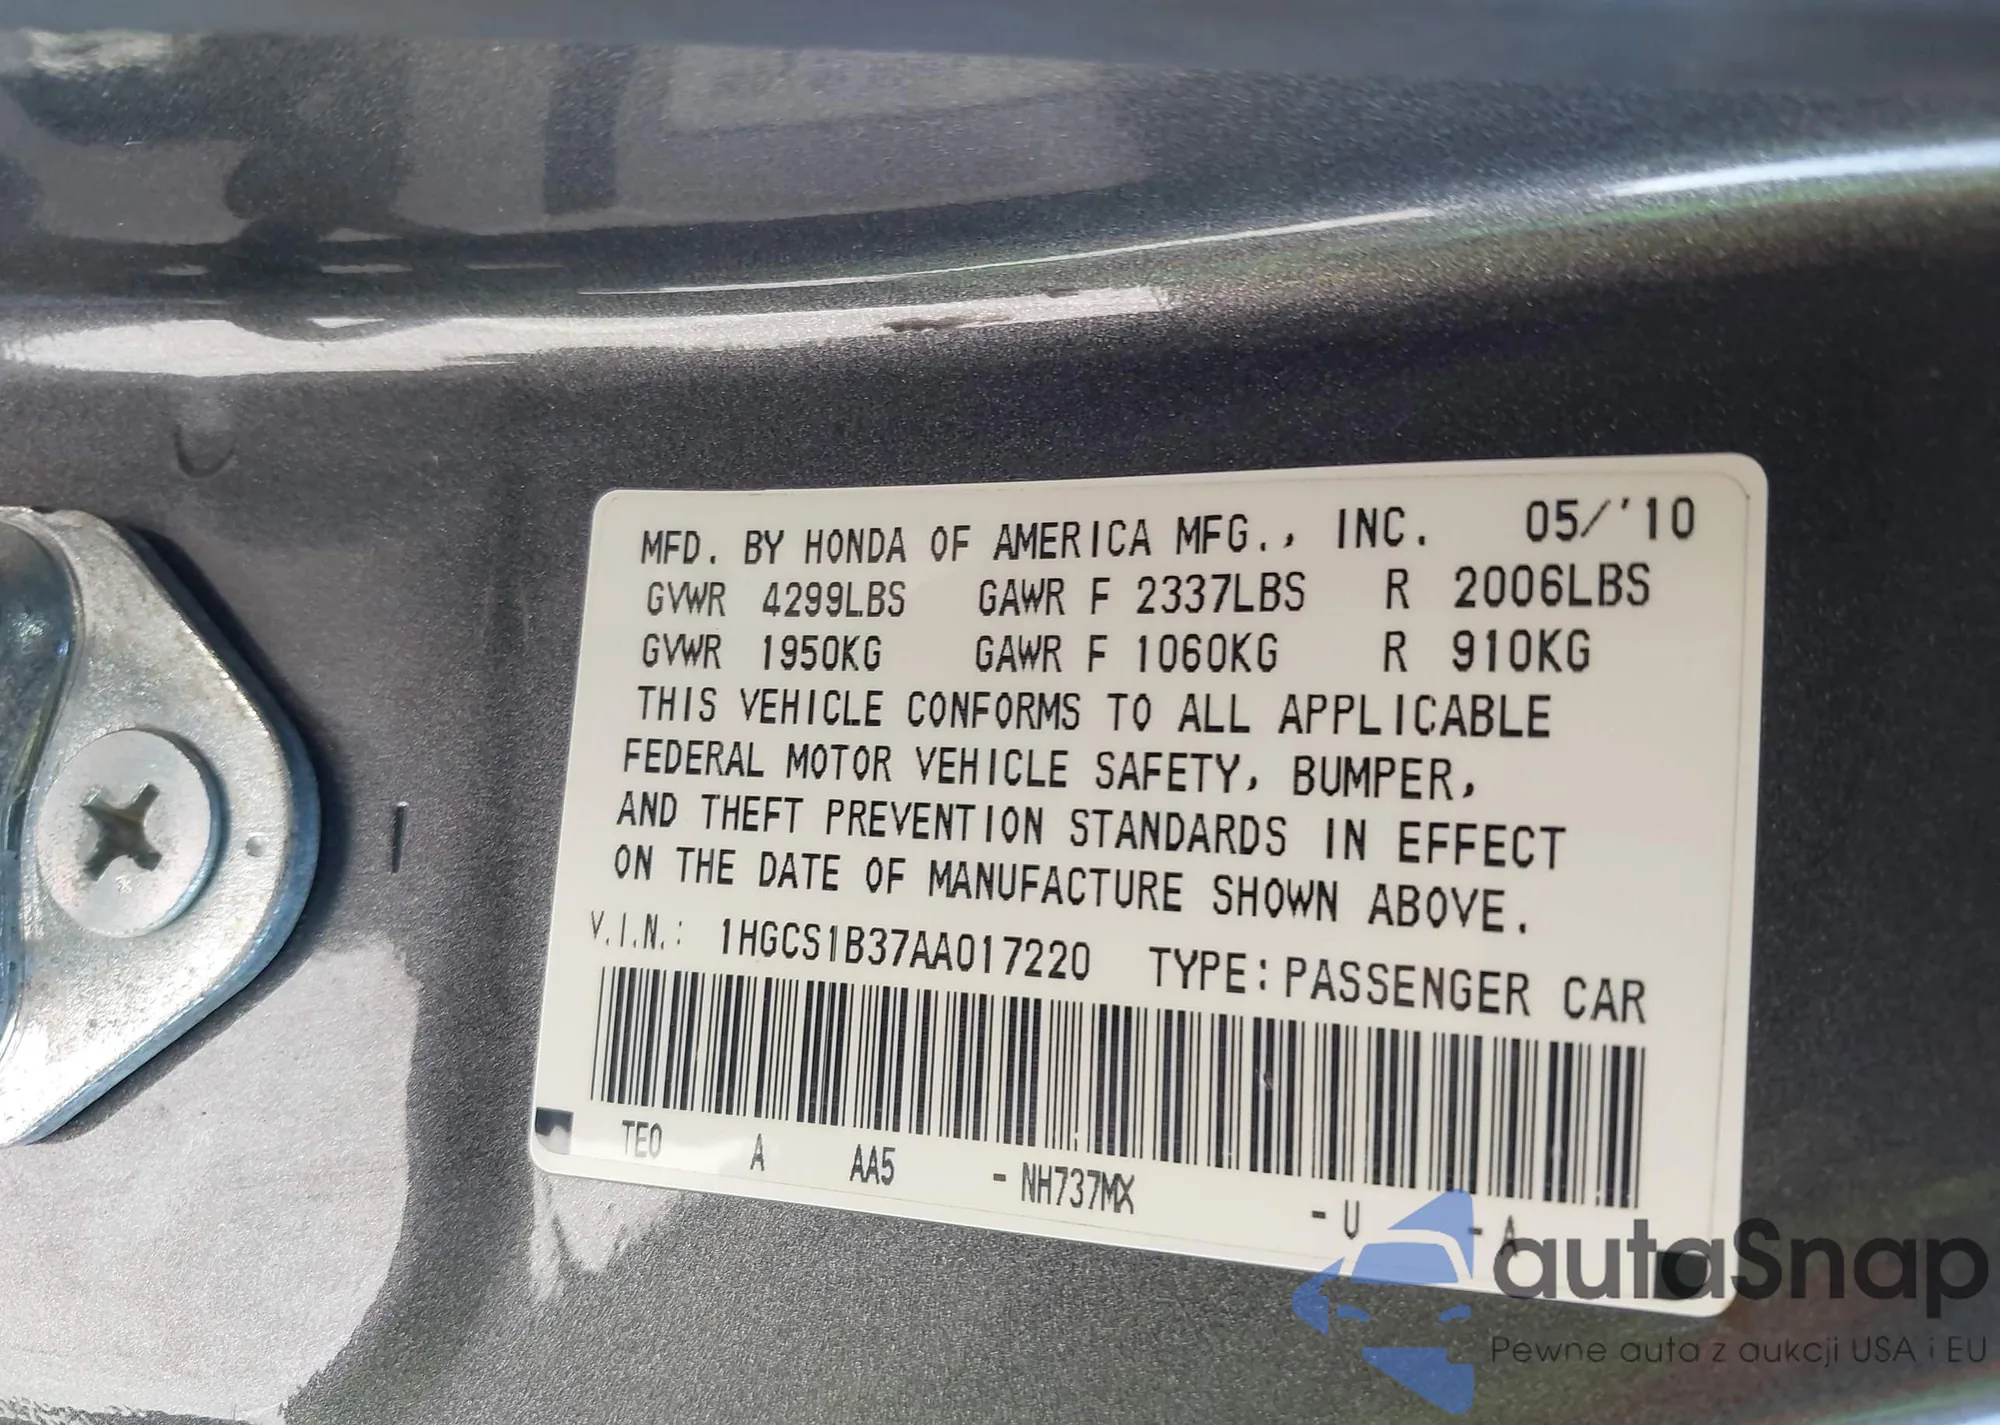 MFD. BY HONDA OF AMERICA MFG., INC. 05/'10
GVWR 4299LBS GAWR F 2337LBS R 2006LBS
GVWR 1950KG GAWR F 1060KG R 910KG
THIS VEHICLE CONFORMS TO ALL APPLICABLE
FEDERAL MOTOR VEHICLE SAFETY, BUMPER,
AND THEFT PREVENTION STANDARDS IN EFFECT
ON THE DATE OF MANUFACTURE SHOWN ABOVE.
V.I.N.: 1HGCS1B37AA017220 TYPE:PASSENGER CAR
TE0 A AA5 - NH737MX - U - A
autaSnap
Pewne auta z aukcji USA i EU